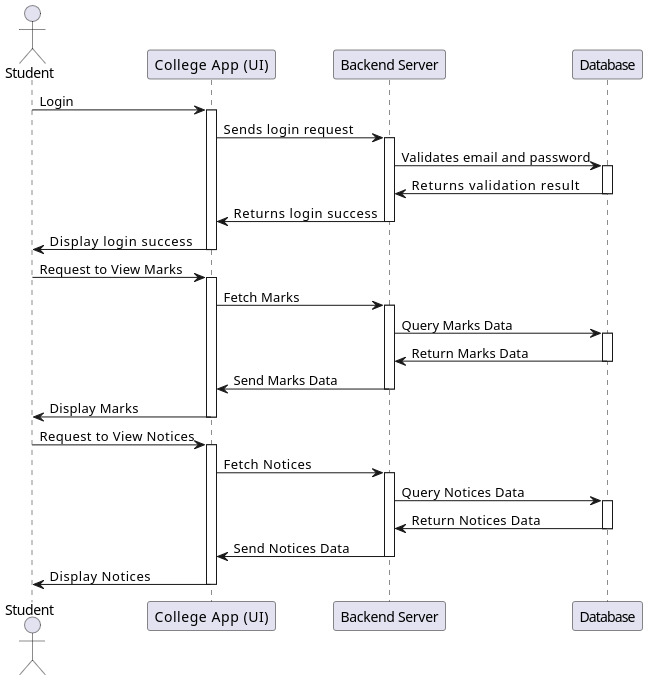 Student
College App (UI)
Backend Server
Database
Login
Sends login request
Validates email and password
Returns validation result
Returns login success
Display login success
Request to View Marks
Fetch Marks
Query Marks Data
Return Marks Data
Send Marks Data
Display Marks
Request to View Notices
Fetch Notices
Query Notices Data
Return Notices Data
Send Notices Data
Display Notices
Student
College App (UI)
Backend Server
Database